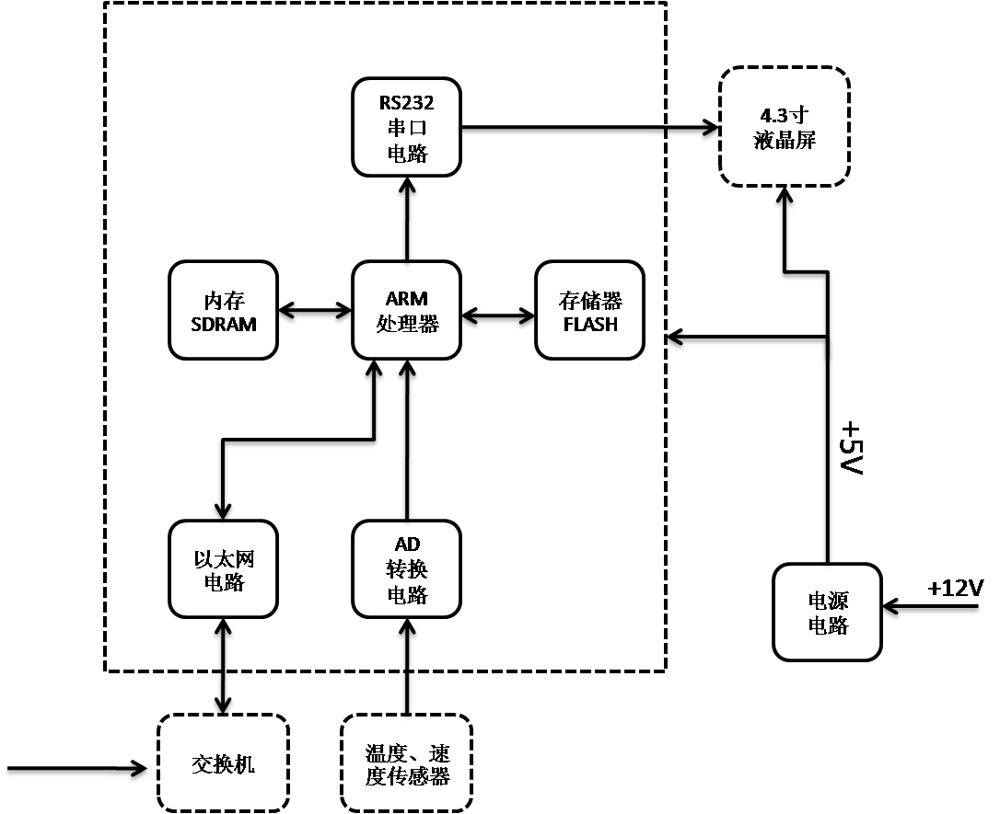 RS232
串口
电路
4.3寸
液晶屏
内存
SDRAM
ARM
处理器
存储器
FLASH
+5V
以太网
电路
AD
转换
电路
电源
电路
+12V
交换机
温度、速
度传感器